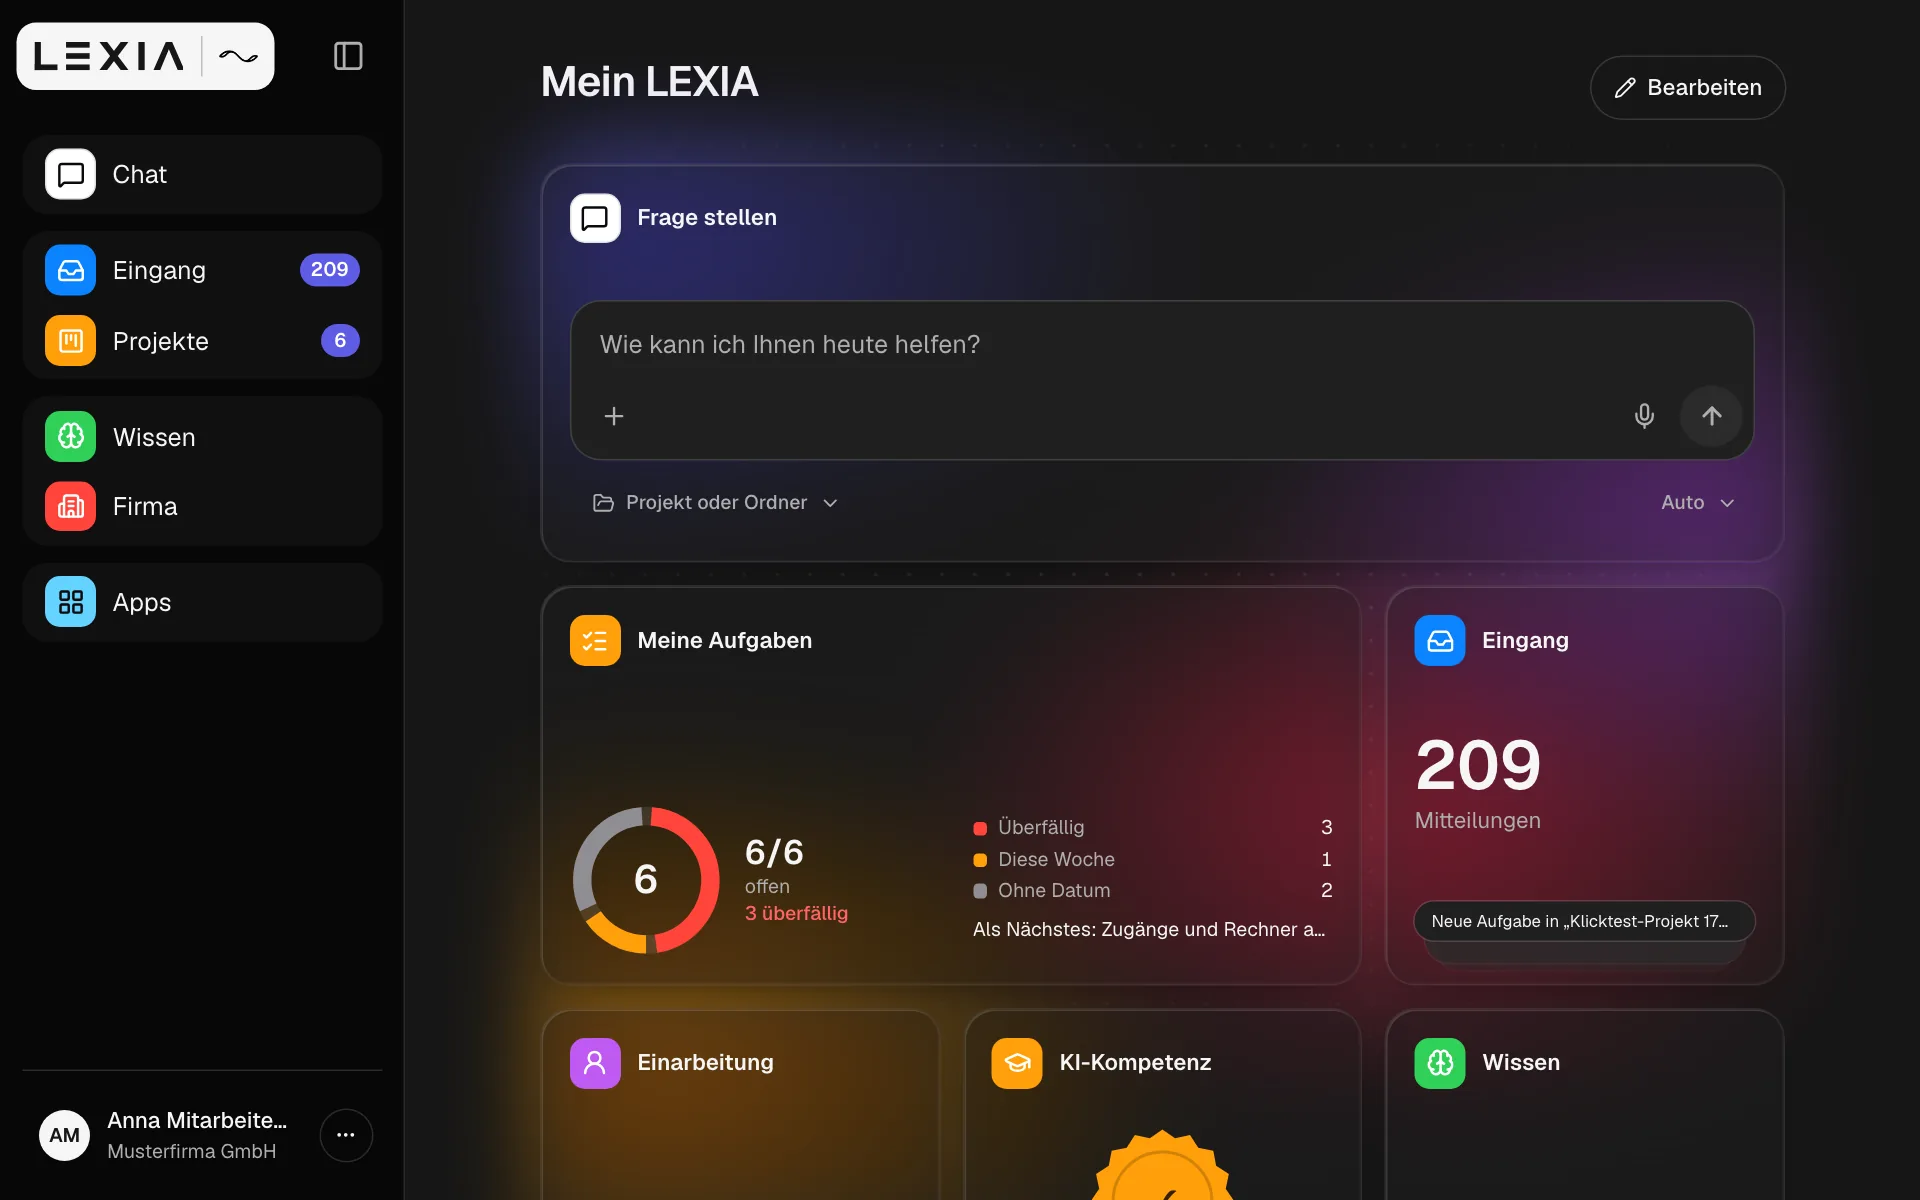 LEXIA
Chat
Eingang 209
Projekte 6
Wissen
Firma
Apps
AM
Anna Mitarbeite...
Musterfirma GmbH
Mein LEXIA
Bearbeiten
Frage stellen
Wie kann ich Ihnen heute helfen?
Projekt oder Ordner
Auto
Meine Aufgaben
6
6/6
offen
3 überfällig
Überfällig 3
Diese Woche 1
Ohne Datum 2
Als Nächstes: Zugänge und Rechner a...
Eingang
209
Mitteilungen
Neue Aufgabe in „Klicktest-Projekt 17...
Einarbeitung
KI-Kompetenz
Wissen